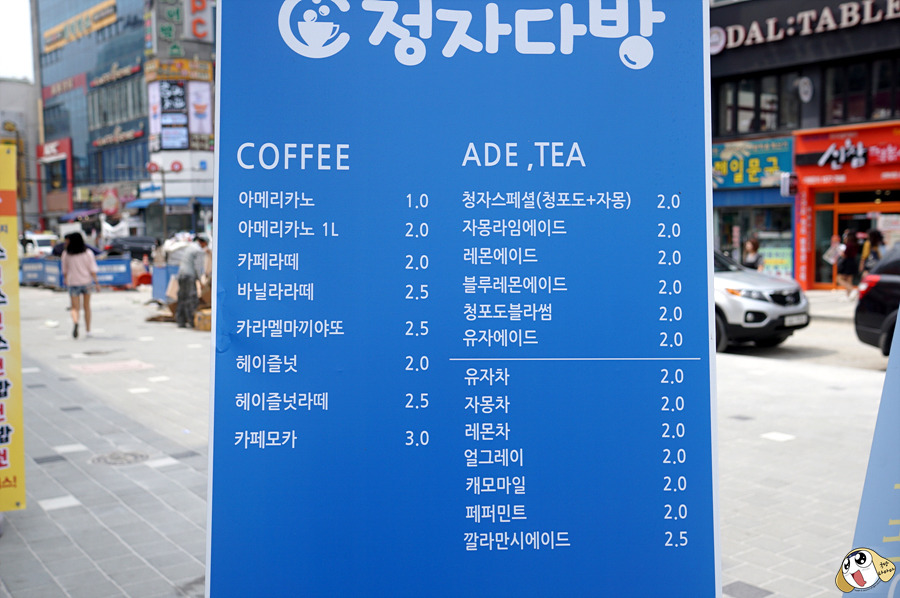 정자다방
COFFEE
아메리카노 1.0
아메리카노 1L 2.0
카페라떼 2.0
바닐라라떼 2.5
카라멜마끼야또 2.5
헤이즐넛 2.0
헤이즐넛라떼 2.5
카페모카 3.0
ADE ,TEA
청자스페셜(청포도+자몽) 2.0
자몽라임에이드 2.0
레몬에이드 2.0
블루레몬에이드 2.0
청포도블라썸 2.0
유자에이드 2.0
유자차 2.0
자몽차 2.0
레몬차 2.0
얼그레이 2.0
캐모마일 2.0
페퍼민트 2.0
깔라만시에이드 2.5
DAL:TABLE
제일문구
신참